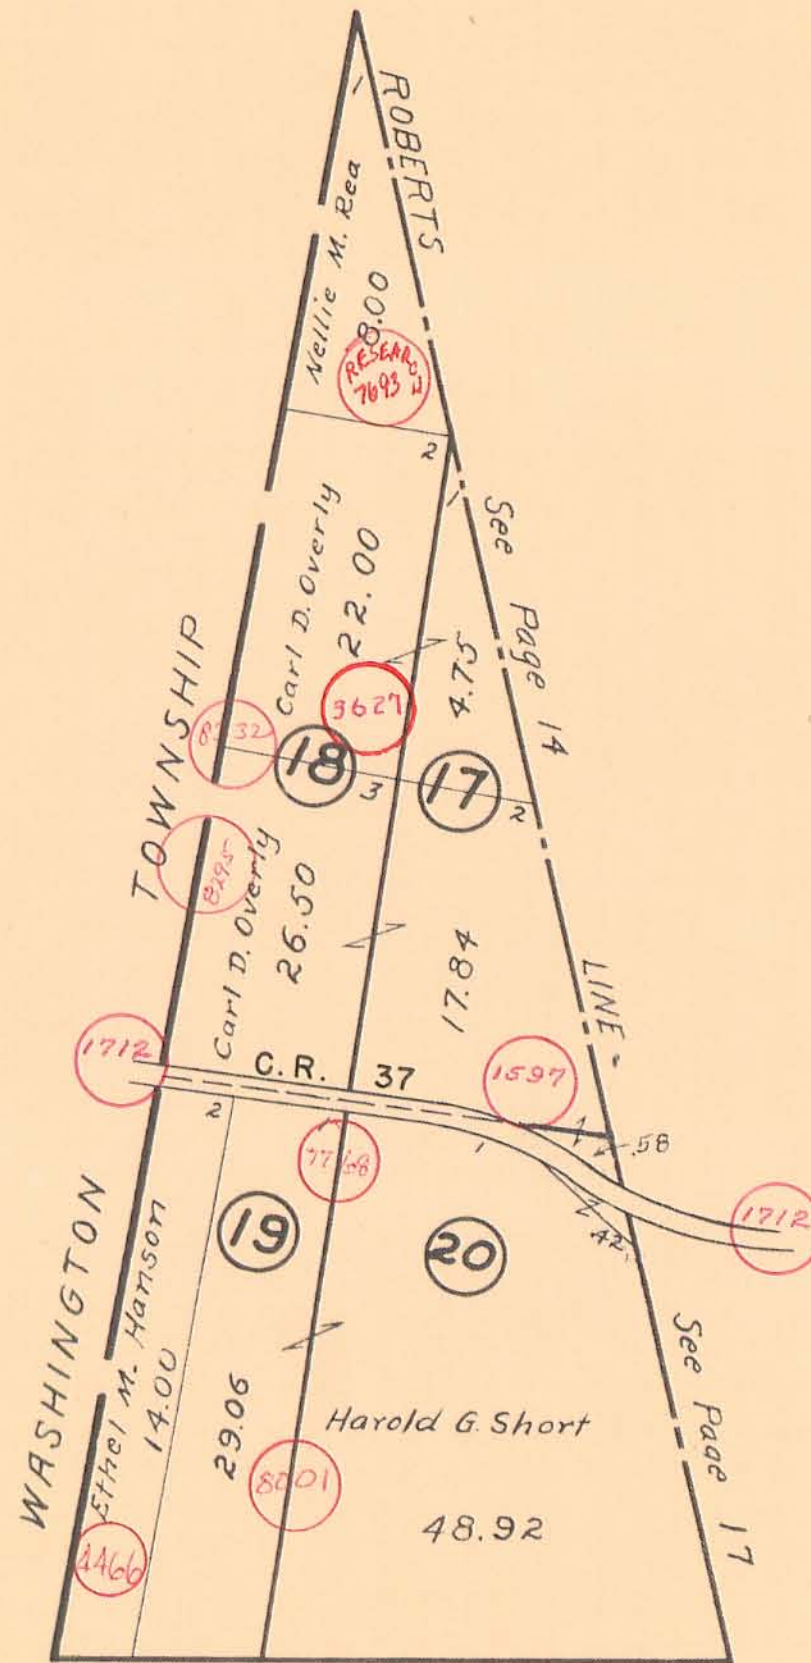 ROBERTS
1
Nellie M. Rea
8.00
RESEARCH
7693
2
See Page 14
1
Carl D. Overly
22.00
4.75
3627
TOWNSHIP
18
3
17
2
8295
Carl D. Overly
26.50
17.84
LINE
1712
C.R. 37
1597
2
1
7768
1
.58
19
20
.42
1712
WASHINGTON
Ethel M. Hanson
14.00
29.06
Harold G. Short
See Page 17
8001
48.92
4466